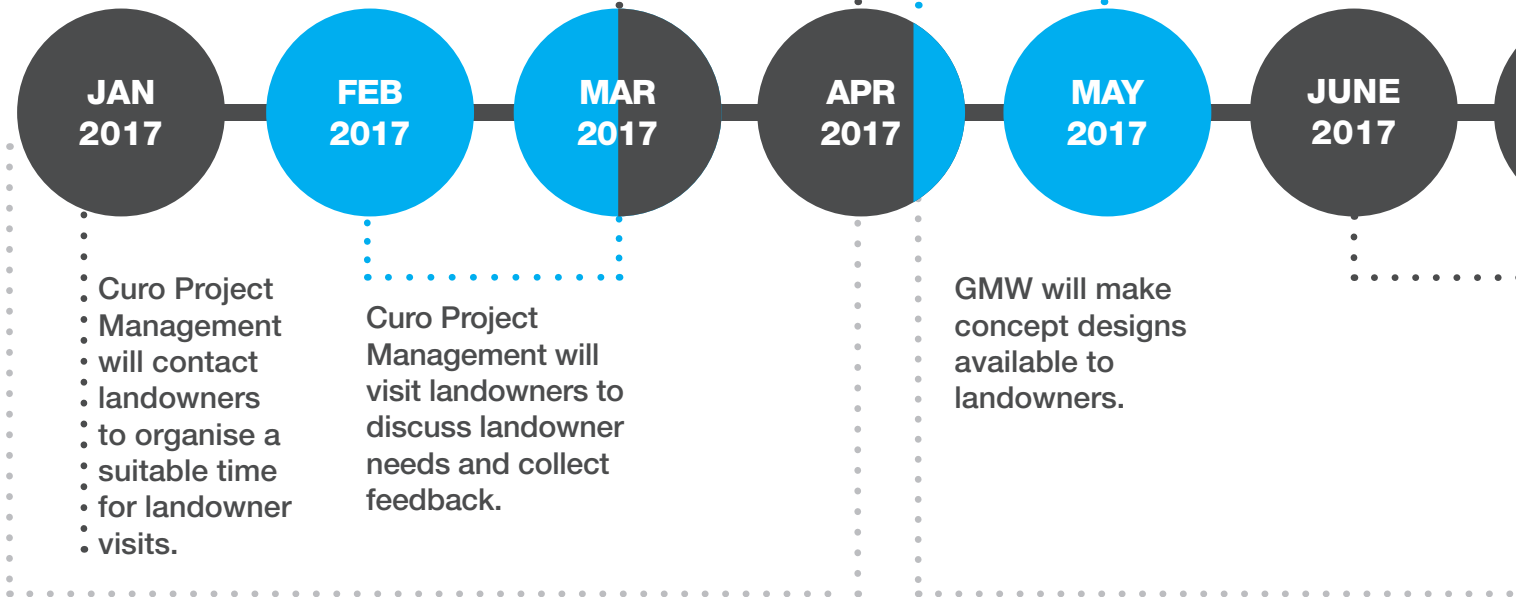 JAN
2017
FEB
2017
MAR
2017
APR
2017
MAY
2017
JUNE
2017
Curo Project
Management
will contact
landowners
to organise a
suitable time
for landowner
visits.
Curo Project
Management will
visit landowners to
discuss landowner
needs and collect
feedback.
GMW will make
concept designs
available to
landowners.